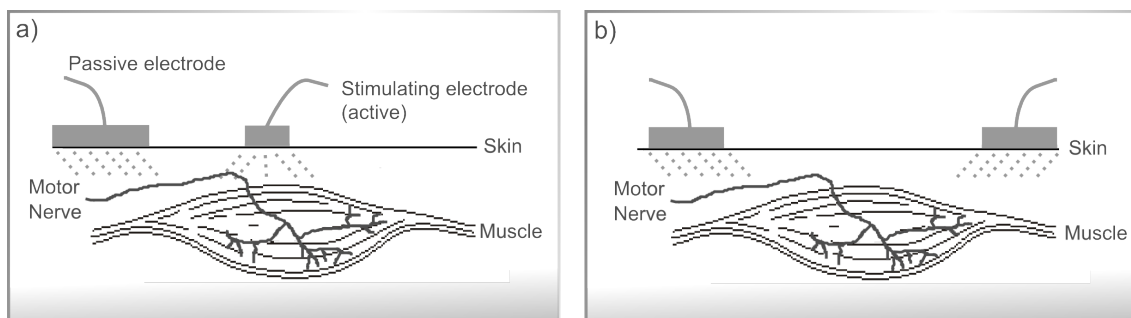 a)
Passive electrode
Stimulating electrode
(active)
Skin
Motor
Nerve
Muscle
b)
Skin
Motor
Nerve
Muscle